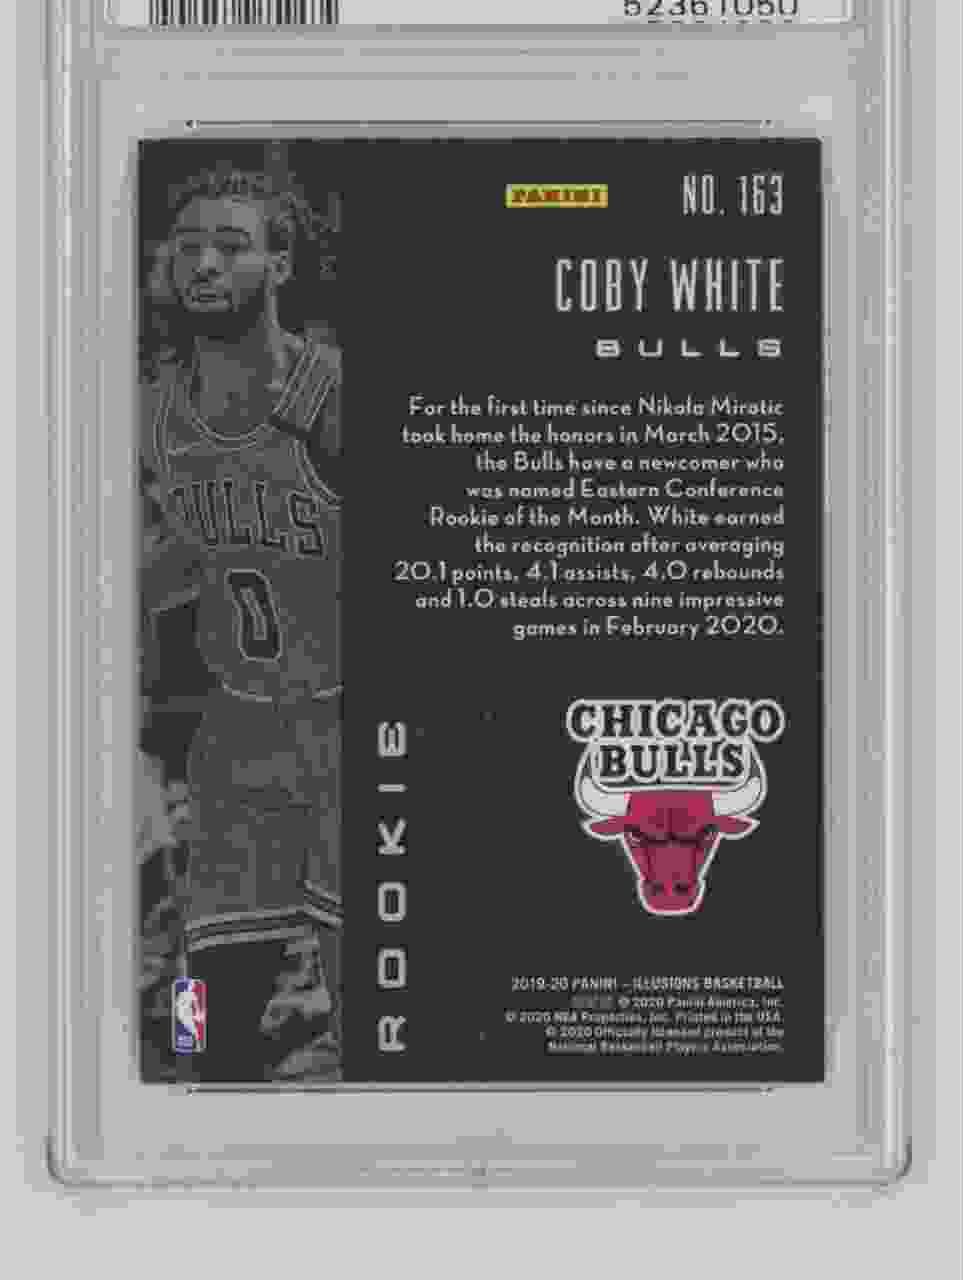 52361050
PANINI
NO. 163
COBY WHITE
BULLS
For the first time since Nikola Mirotic
took home the honors in March 2015,
the Bulls have a newcomer who
was named Eastern Conference
Rookie of the Month. White earned
the recognition after averaging
20.1 points, 4.1 assists, 4.0 rebounds
and 1.0 steals across nine impressive
games in February 2020.
BULLS
0
ROOKIE
CHICAGO
BULLS
2019-20 PANINI - ILLUSIONS BASKETBALL
© 2020 Panini America, Inc.
© 2020 NBA Properties, Inc. Printed in the USA.
© 2020 Officially licensed product of the
National Basketball Players Association.